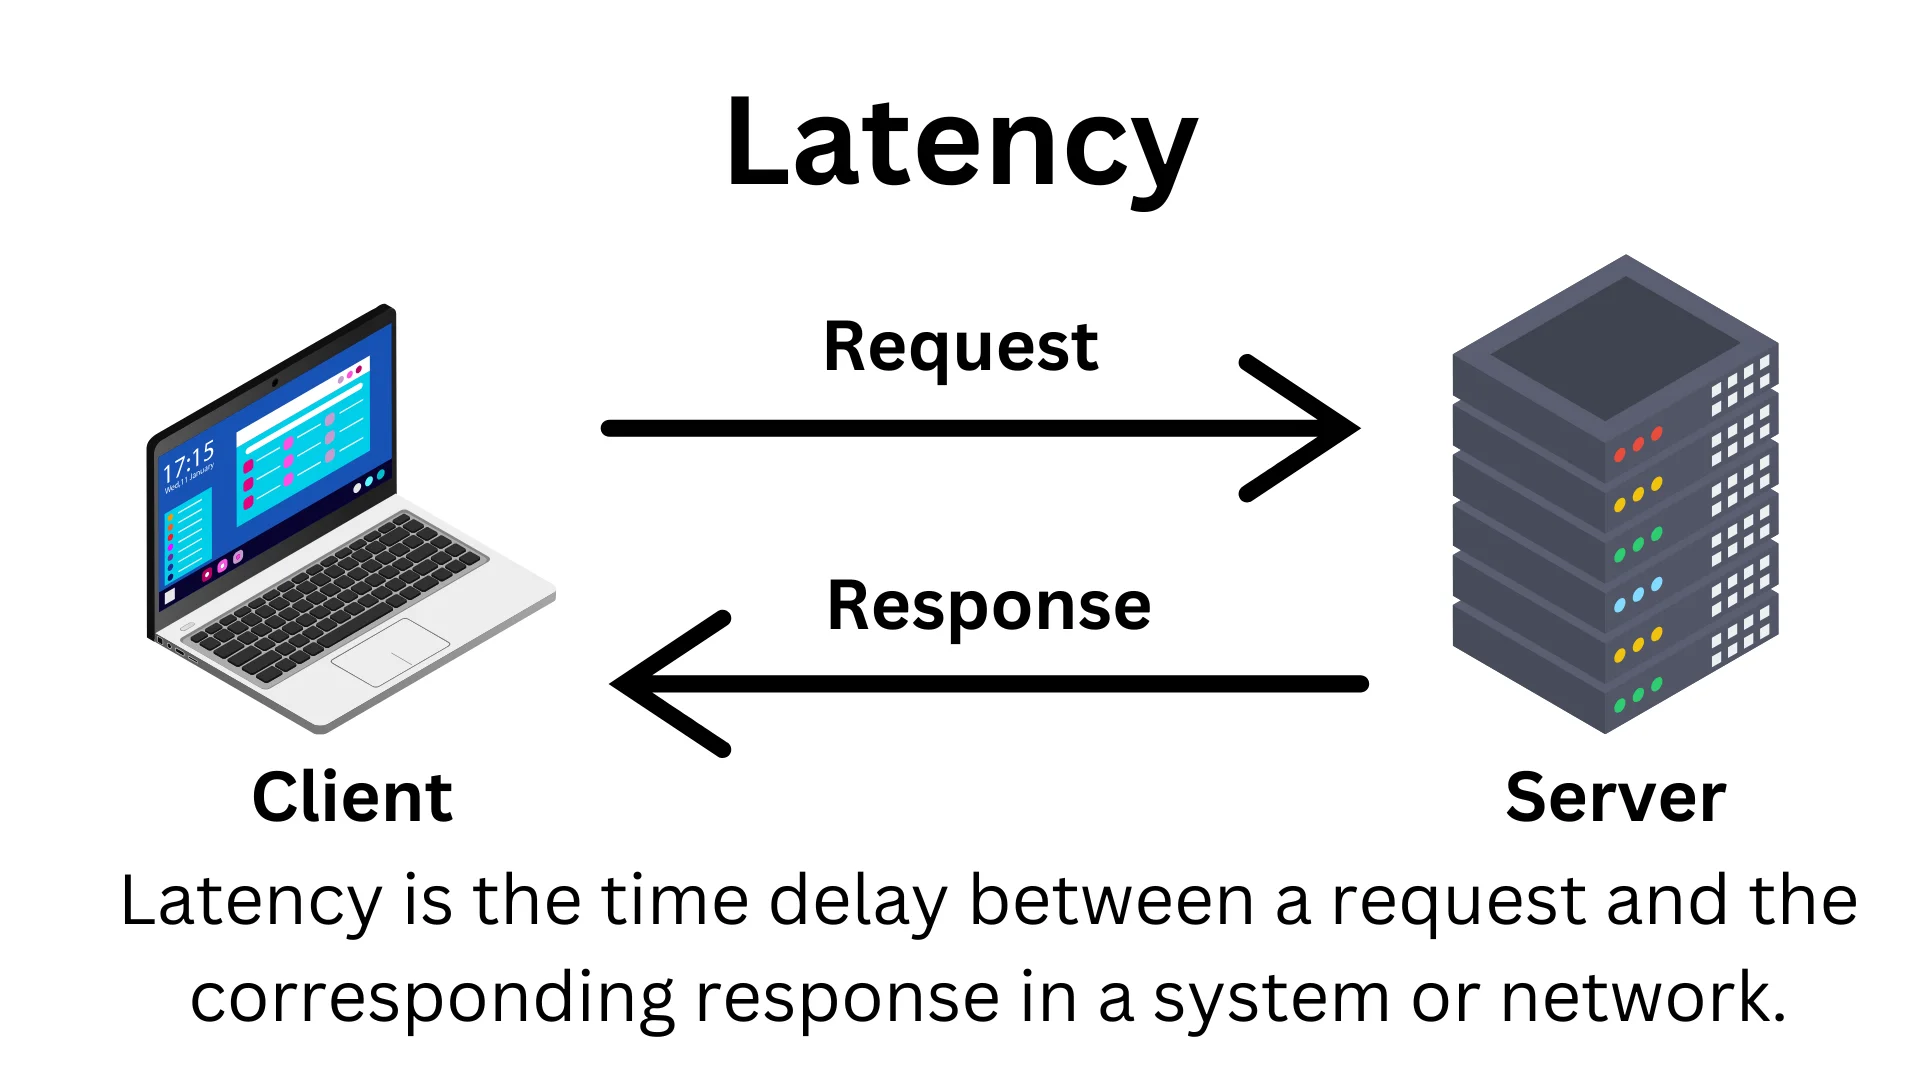 Latency
Request
17:15
Wed,11 January
Response
Client
Server
Latency is the time delay between a request and the
corresponding response in a system or network.